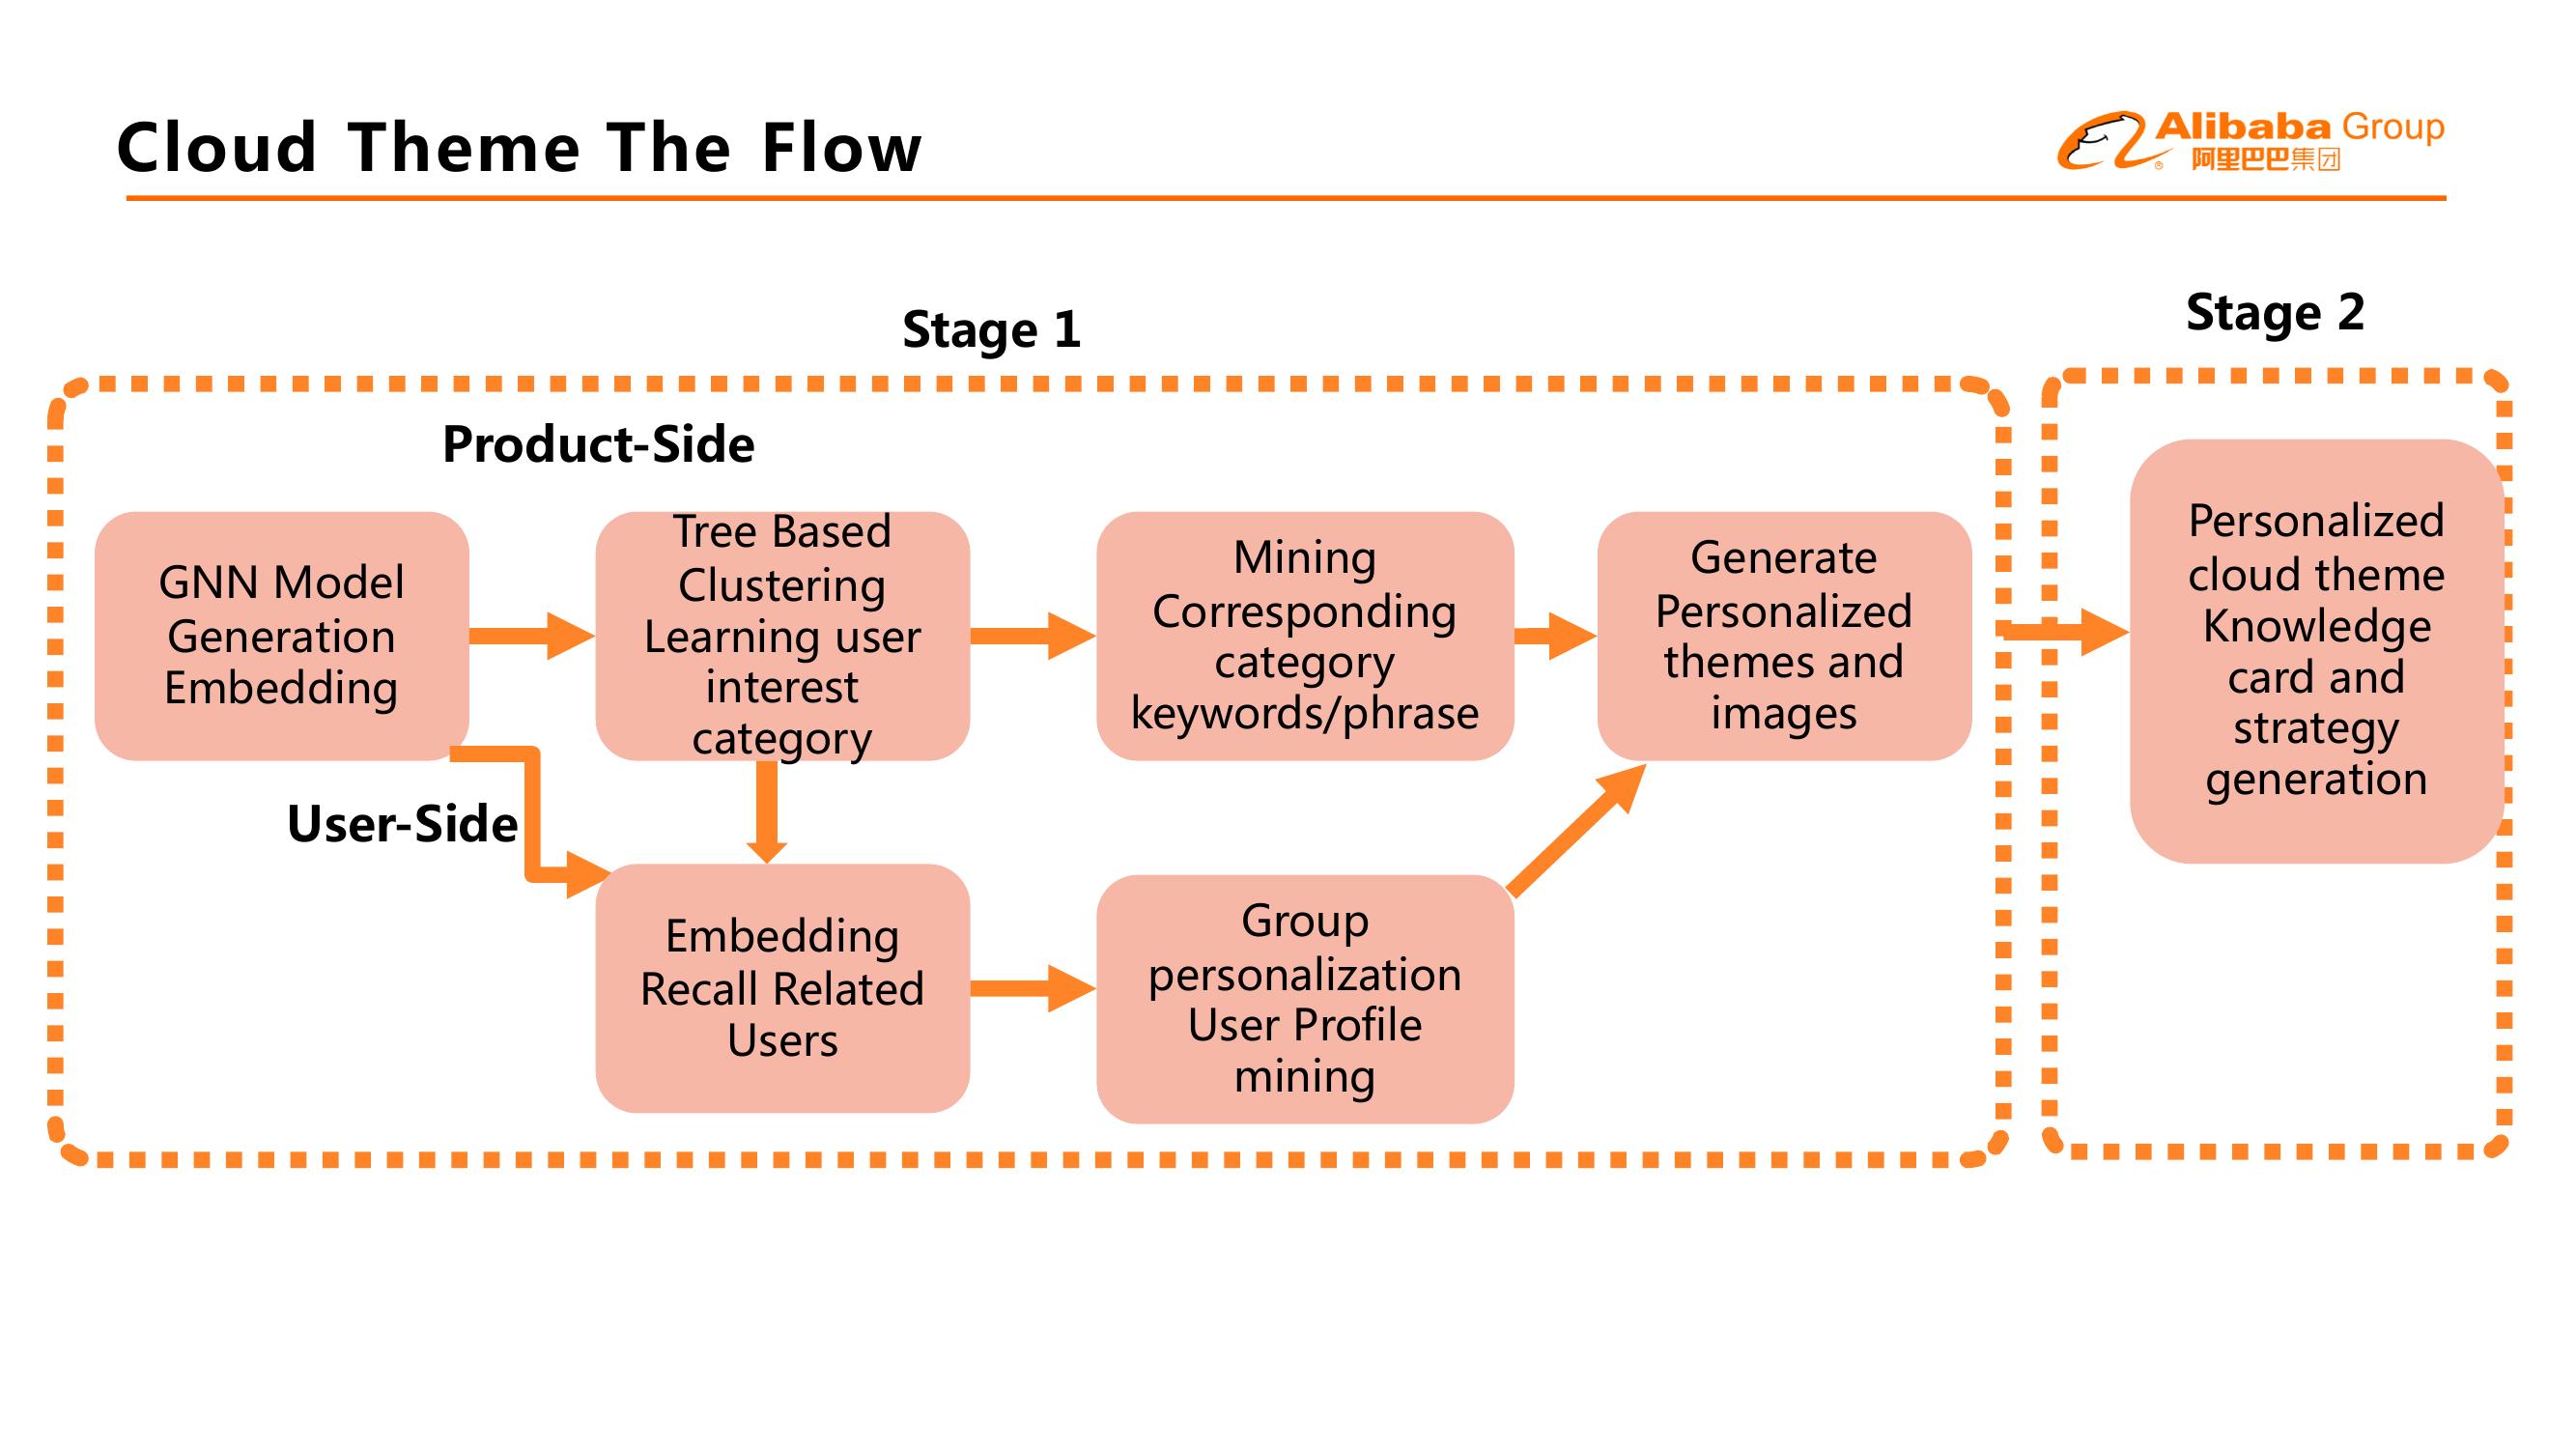 Cloud Theme The Flow
Alibaba Group
阿里巴巴集团
Stage 1
Stage 2
Product-Side
GNN Model
Generation
Embedding
Tree Based
Clustering
Learning user
interest
category
Mining
Corresponding
category
keywords/phrase
Generate
Personalized
themes and
images
Personalized
cloud theme
Knowledge
card and
strategy
generation
User-Side
Embedding
Recall Related
Users
Group
personalization
User Profile
mining